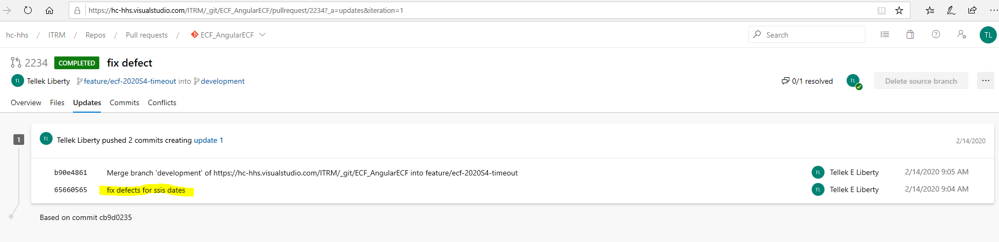 https://hc-hhs.visualstudio.com/ITRM/_git/ECF_AngularECF/pullrequest/2234?_a=updates&iteration=1
hc-hhs / ITRM / Repos / Pull requests / ECF_AngularECF Search TL
2234 COMPLETED fix defect
TL Tellek Liberty feature/ecf-2020S4-timeout into development 0/1 resolved TL Delete source branch ...
Overview Files Updates Commits Conflicts
1 TL Tellek Liberty pushed 2 commits creating update 1 2/14/2020
b90e4861 Merge branch 'development' of https://hc-hhs.visualstudio.com/ITRM/_git/ECF_AngularECF into feature/ecf-2020S4-timeout TL Tellek E Liberty 2/14/2020 9:05 AM
65660565 fix defects for ssis dates TL Tellek E Liberty 2/14/2020 9:04 AM
Based on commit cb9d0235